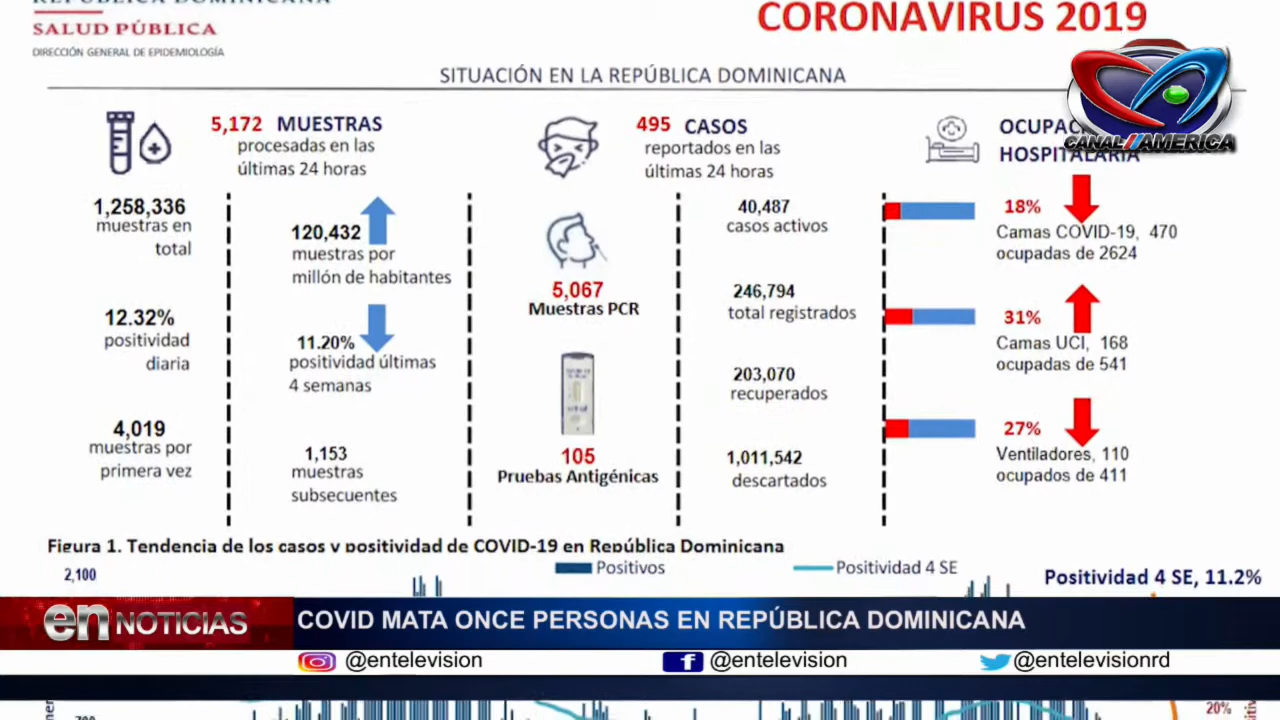 REPÚBLICA DOMINICANA
SALUD PÚBLICA
DIRECCIÓN GENERAL DE EPIDEMIOLOGÍA
CORONAVIRUS 2019
SITUACIÓN EN LA REPÚBLICA DOMINICANA
CANAL AMERICA
5,172 MUESTRAS
procesadas en las
últimas 24 horas
1,258,336
muestras en
total
12.32%
positividad
diaria
4,019
muestras por
primera vez
120,432
muestras por
millón de habitantes
11.20%
positividad últimas
4 semanas
1,153
muestras
subsecuentes
495 CASOS
reportados en las
últimas 24 horas
5,067
Muestras PCR
105
Pruebas Antigénicas
40,487
casos activos
246,794
total registrados
203,070
recuperados
1,011,542
descartados
HOSPITALARIA
18%
Camas COVID-19, 470
ocupadas de 2624
31%
Camas UCI, 168
ocupadas de 541
27%
Ventiladores, 110
ocupados de 411
Figura 1. Tendencia de los casos y positividad de COVID-19 en República Dominicana
2,100
Positivos
Positividad 4 SE
Positividad 4 SE, 11.2%
en NOTICIAS
COVID MATA ONCE PERSONAS EN REPÚBLICA DOMINICANA
@entelevision
@entelevision
@entelevisionrd
20%